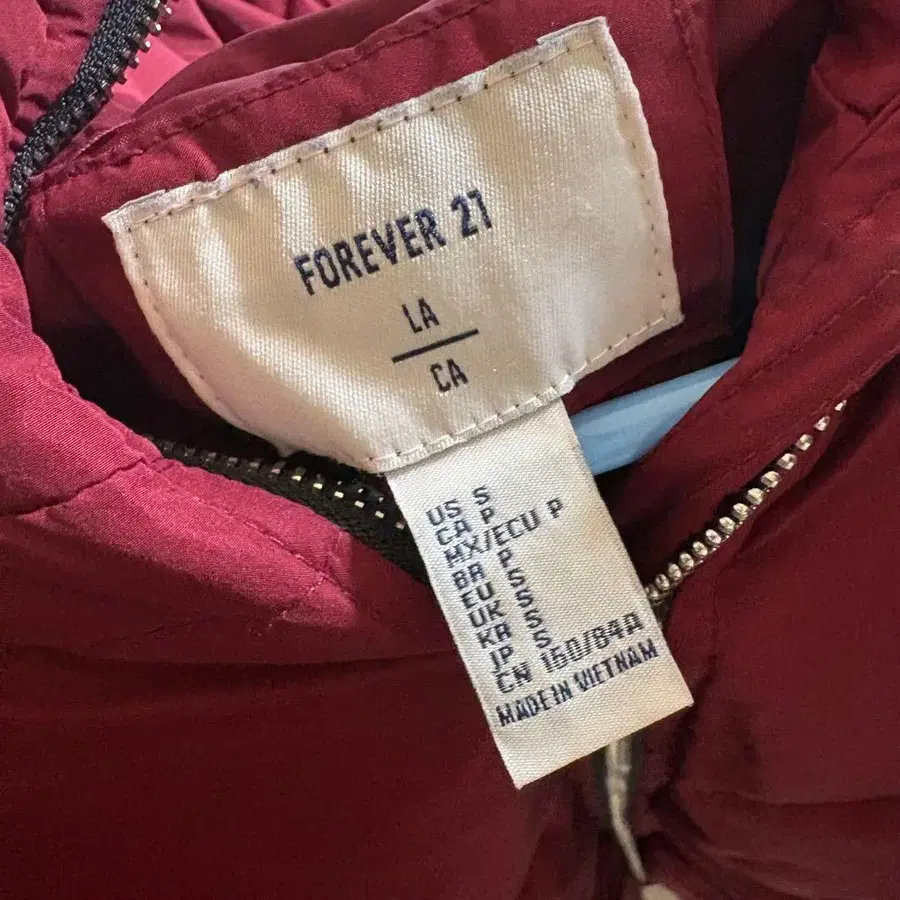 FOREVER 21
LA
CA
US S
CA P
MX/ECU P
BR P
EU S
UK S
KR S
JP S
CN 160/84A
MADE IN VIETNAM